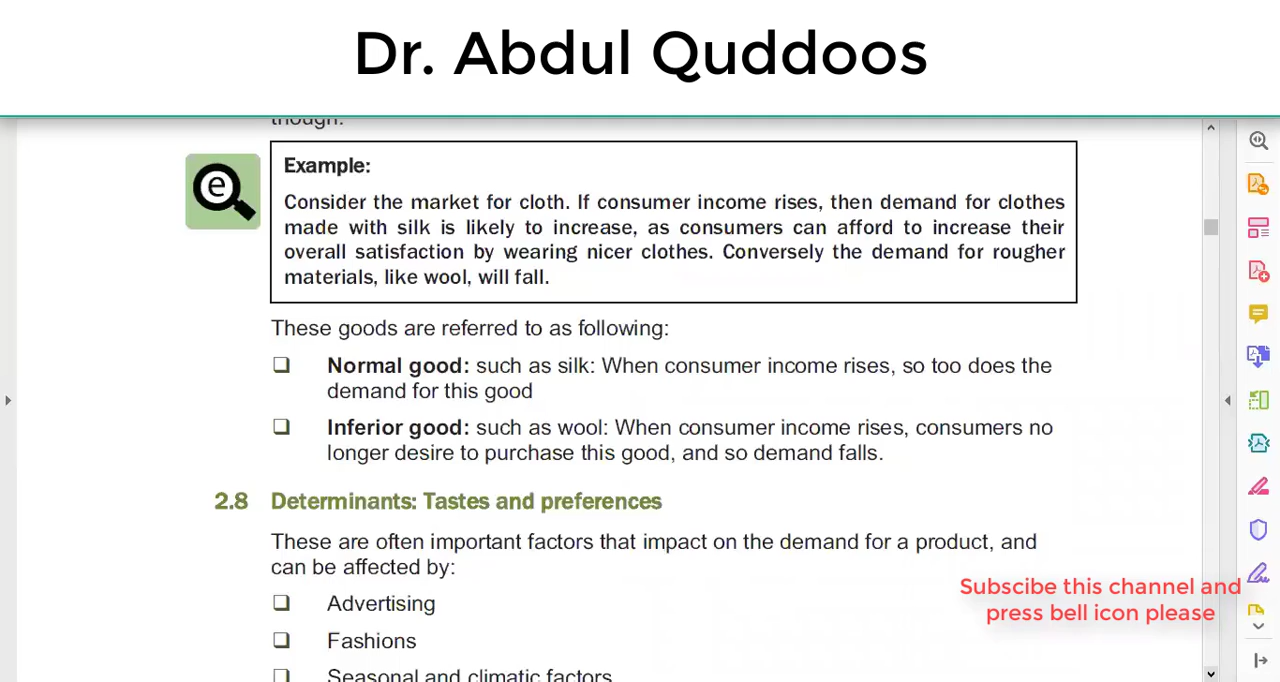 Dr. Abdul Quddoos
though.
Example:
Consider the market for cloth. If consumer income rises, then demand for clothes
made with silk is likely to increase, as consumers can afford to increase their
overall satisfaction by wearing nicer clothes. Conversely the demand for rougher
materials, like wool, will fall.
These goods are referred to as following:
❑ Normal good: such as silk: When consumer income rises, so too does the
demand for this good
❑ Inferior good: such as wool: When consumer income rises, consumers no
longer desire to purchase this good, and so demand falls.
2.8 Determinants: Tastes and preferences
These are often important factors that impact on the demand for a product, and
can be affected by:
❑ Advertising
❑ Fashions
❑ Seasonal and climatic factors
Subscibe this channel and
press bell icon please